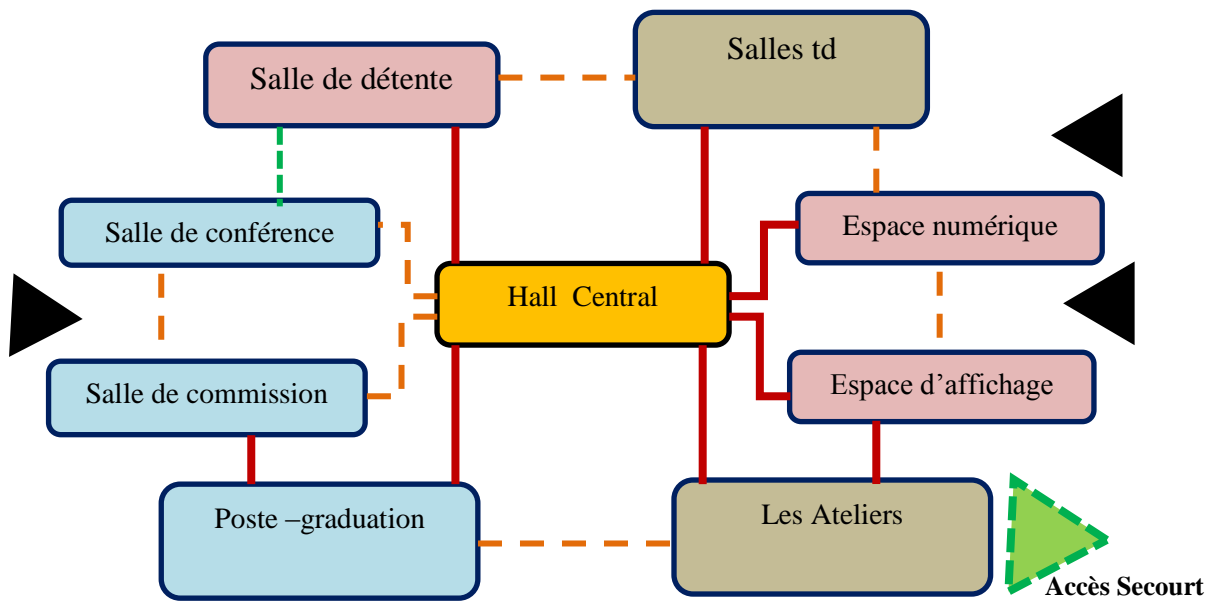 Salles td
Salle de détente
Salle de conférence
Espace numérique
Hall Central
Salle de commission
Espace d’affichage
Poste –graduation
Les Ateliers
Accès Secourt